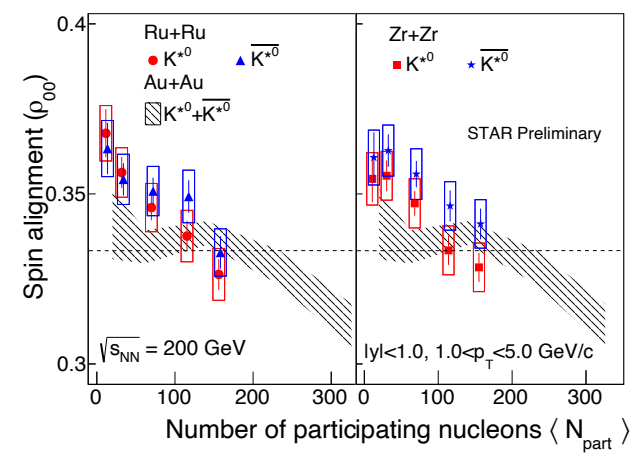 Spin alignment (ρ00)
0.4
0.35
0.3
Ru+Ru
K*0
K*0
Au+Au
K*0+K*0
√sNN = 200 GeV
Zr+Zr
K*0
K*0
STAR Preliminary
|y|<1.0, 1.0<pT<5.0 GeV/c
0 100 200 300
0 100 200 300
Number of participating nucleons ⟨ Npart ⟩